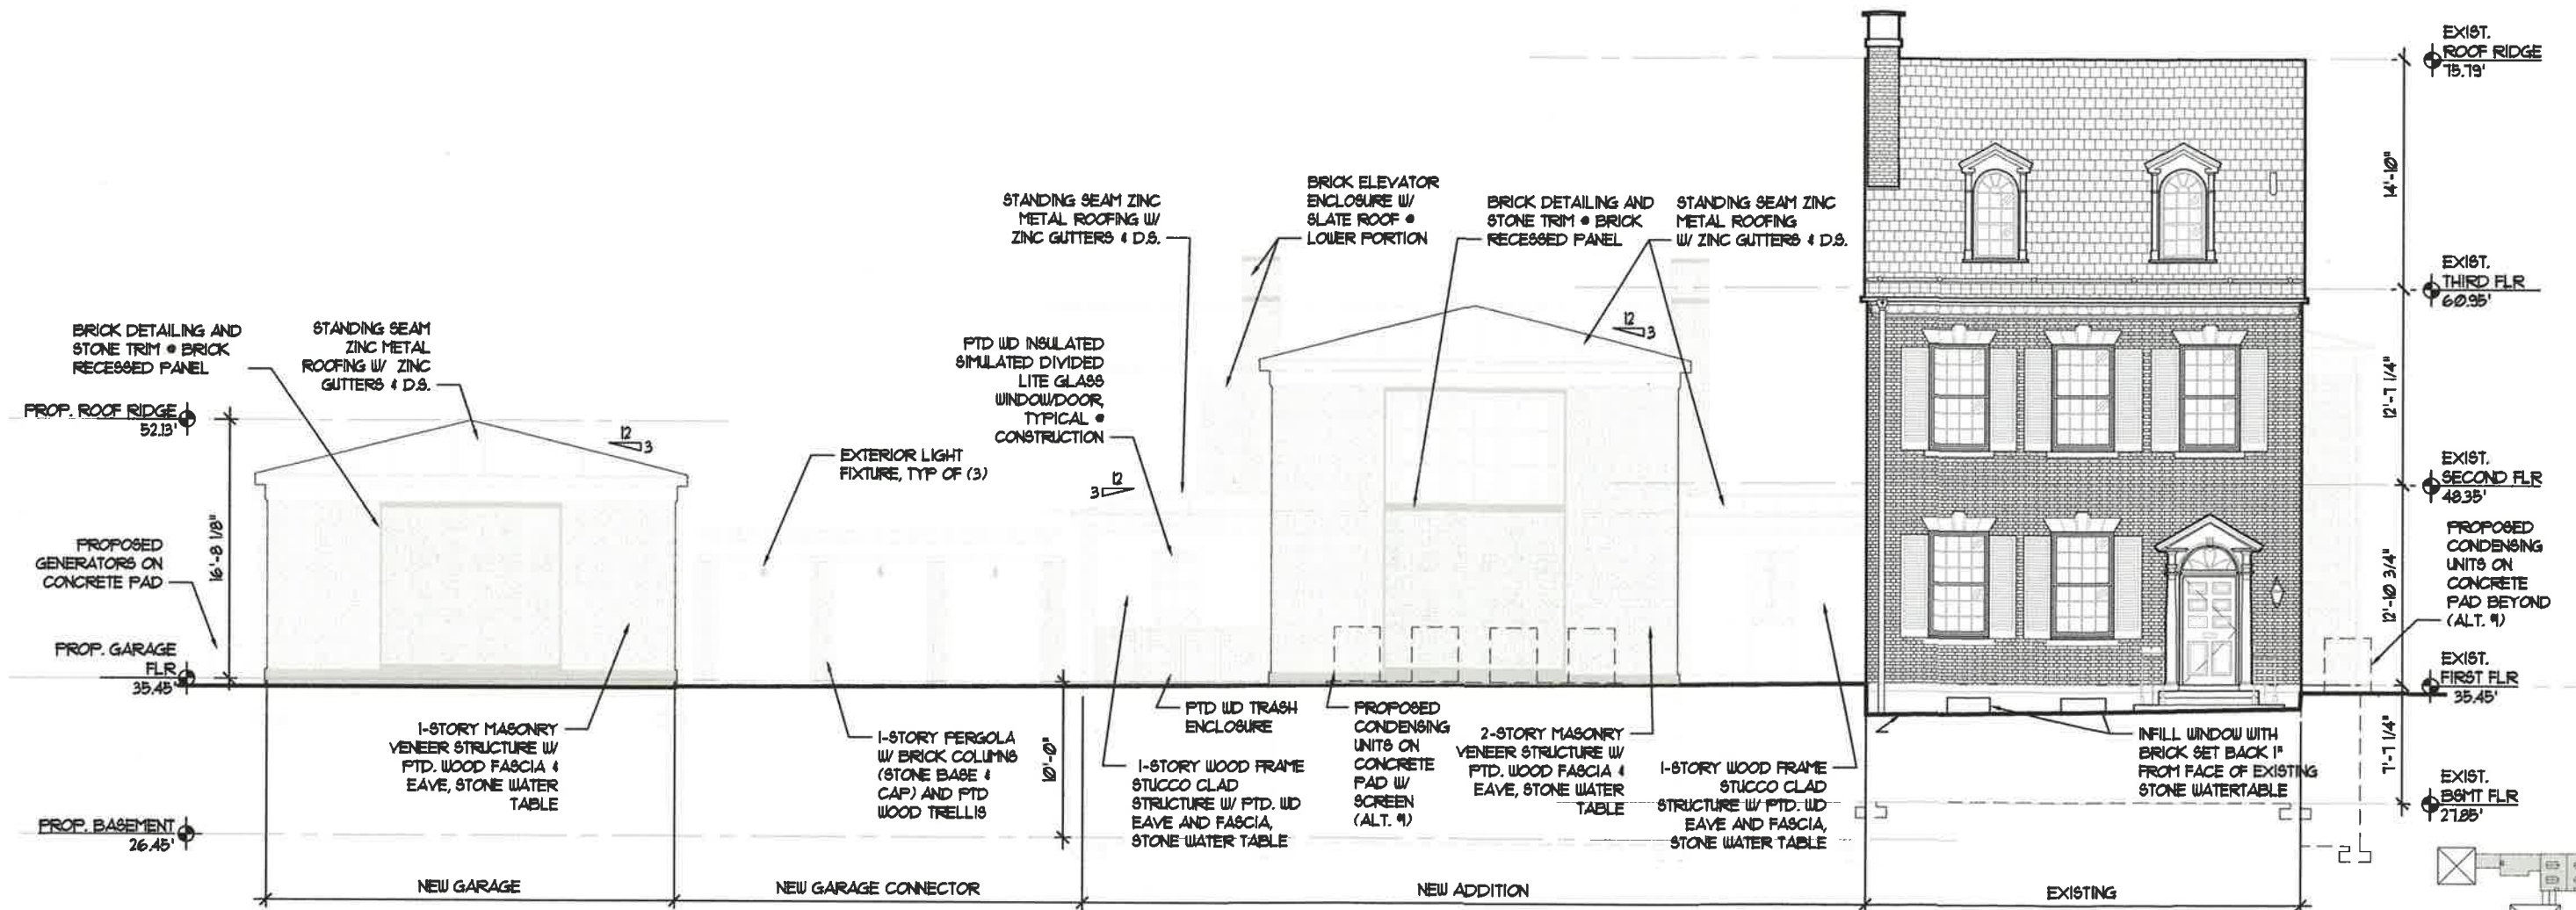 EXIST.
ROOF RIDGE
75.79'
14'-10"
EXIST.
THIRD FLR
60.95'
12'-7 1/4"
EXIST.
SECOND FLR
48.35'
12'-10 3/4"
PROPOSED
CONDENSING
UNITS ON
CONCRETE
PAD BEYOND
(ALT. #1)
EXIST.
FIRST FLR
35.45'
7'-7 1/4"
EXIST.
BSMT FLR
27.85'
BRICK DETAILING AND
STONE TRIM @ BRICK
RECESSED PANEL
STANDING SEAM
ZINC METAL
ROOFING W/ ZINC
GUTTERS & D.S.
PROP. ROOF RIDGE
52.13'
12
3
16'-8 1/8"
PROPOSED
GENERATORS ON
CONCRETE PAD
PROP. GARAGE
FLR
35.45'
PROP. BASEMENT
26.45'
1-STORY MASONRY
VENEER STRUCTURE W/
PTD. WOOD FASCIA &
EAVE, STONE WATER
TABLE
EXTERIOR LIGHT
FIXTURE, TYP OF (3)
1-STORY PERGOLA
W/ BRICK COLUMNS
(STONE BASE &
CAP) AND PTD
WOOD TRELLIS
10'-0"
STANDING SEAM ZINC
METAL ROOFING W/
ZINC GUTTERS & D.S.
PTD WD INSULATED
SIMULATED DIVIDED
LITE GLASS
WINDOW/DOOR,
TYPICAL @
CONSTRUCTION
12
3
BRICK ELEVATOR
ENCLOSURE W/
SLATE ROOF @
LOWER PORTION
BRICK DETAILING AND
STONE TRIM @ BRICK
RECESSED PANEL
STANDING SEAM ZINC
METAL ROOFING
W/ ZINC GUTTERS & D.S.
12
3
PTD WD TRASH
ENCLOSURE
1-STORY WOOD FRAME
STUCCO CLAD
STRUCTURE W/ PTD. WD
EAVE AND FASCIA,
STONE WATER TABLE
PROPOSED
CONDENSING
UNITS ON
CONCRETE
PAD W/
SCREEN
(ALT. #1)
2-STORY MASONRY
VENEER STRUCTURE W/
PTD. WOOD FASCIA &
EAVE, STONE WATER
TABLE
1-STORY WOOD FRAME
STUCCO CLAD
STRUCTURE W/ PTD. WD
EAVE AND FASCIA,
STONE WATER TABLE
INFILL WINDOW WITH
BRICK SET BACK 1"
FROM FACE OF EXISTING
STONE WATERTABLE
NEW GARAGE
NEW GARAGE CONNECTOR
NEW ADDITION
EXISTING